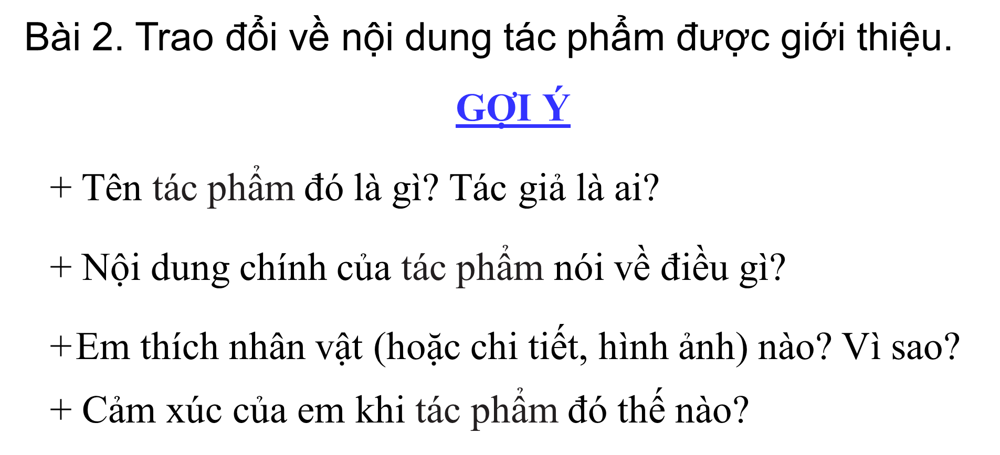 Bài 2. Trao đổi về nội dung tác phẩm được giới thiệu.
GỢI Ý
+ Tên tác phẩm đó là gì? Tác giả là ai?
+ Nội dung chính của tác phẩm nói về điều gì?
+Em thích nhân vật (hoặc chi tiết, hình ảnh) nào? Vì sao?
+ Cảm xúc của em khi tác phẩm đó thế nào?